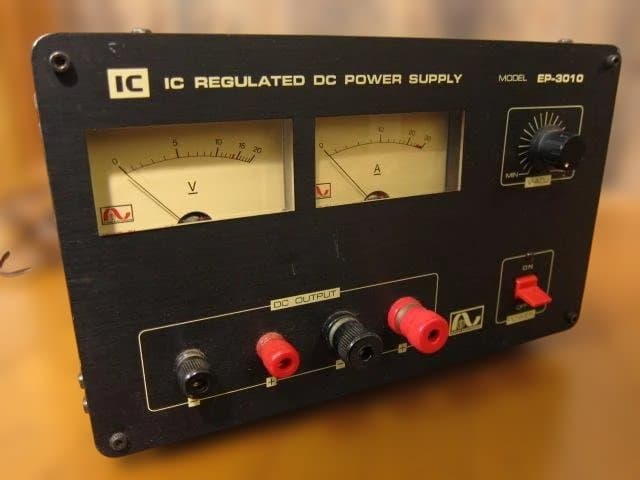 IC IC REGULATED DC POWER SUPPLY MODEL EP-3010
0 5 10 15 20
V
0 10 20 30
A
MIN
ON
DC OUTPUT
- + - +